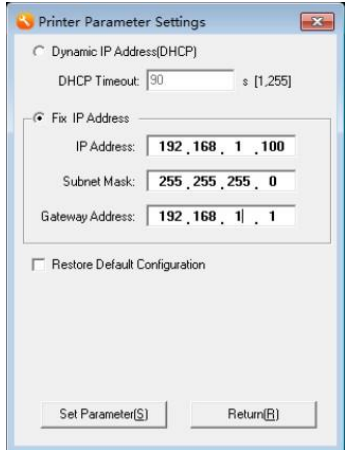 Printer Parameter Settings
Dynamic IP Address(DHCP)
DHCP Timeout: 90 s [1,255]
Fix IP Address
IP Address: 192 . 168 . 1 . 100
Subnet Mask: 255 . 255 . 255 . 0
Gateway Address: 192 . 168 . 1 . 1
Restore Default Configuration
Set Parameter(S) Return(R)